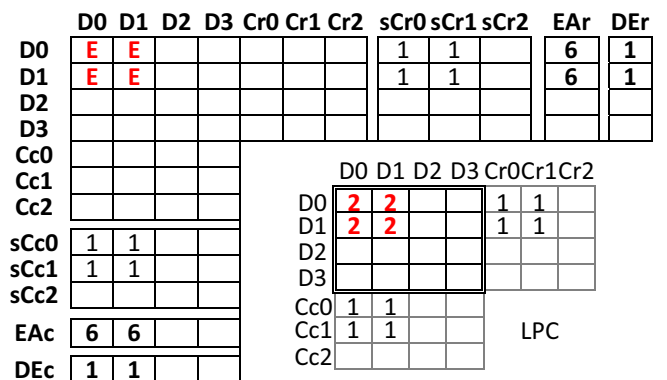 D0 D1 D2 D3 Cr0 Cr1 Cr2 sCr0 sCr1 sCr2 EAr DEr
D0 E E 1 1 6 1
D1 E E 1 1 6 1
D2
D3
Cc0
Cc1
Cc2
sCc0 1 1
sCc1 1 1
sCc2
EAc 6 6
DEc 1 1
D0 D1 D2 D3 Cr0Cr1Cr2
D0 2 2 1 1
D1 2 2 1 1
D2
D3
Cc0 1 1
Cc1 1 1 LPC
Cc2